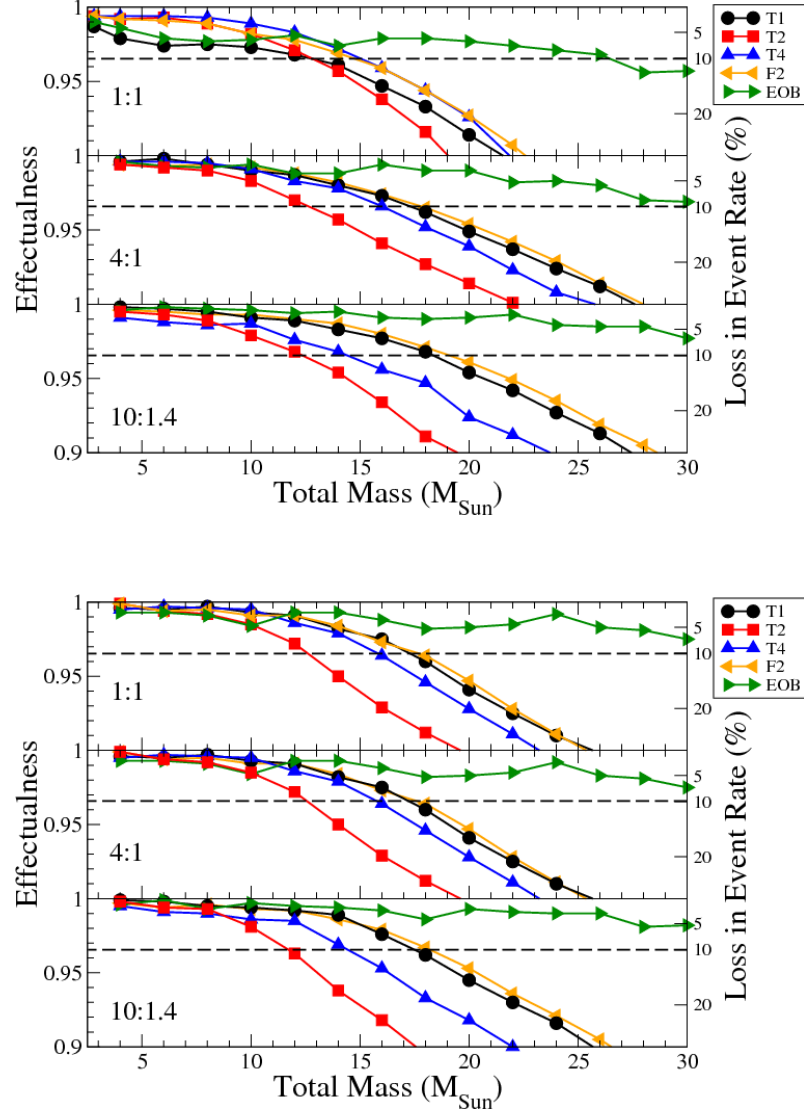 0.95
1:1
5
10
20
T1
T2
T4
F2
EOB
1
0.95
4:1
5
10
20
1
0.95
10:1.4
0.9
5
10
20
5 10 15 20 25 30
Total Mass (M_Sun)
Effectualness
Loss in Event Rate (%)
1
0.95
1:1
5
10
20
T1
T2
T4
F2
EOB
1
0.95
4:1
5
10
20
1
0.95
10:1.4
0.9
5
10
20
5 10 15 20 25 30
Total Mass (M_Sun)
Effectualness
Loss in Event Rate (%)